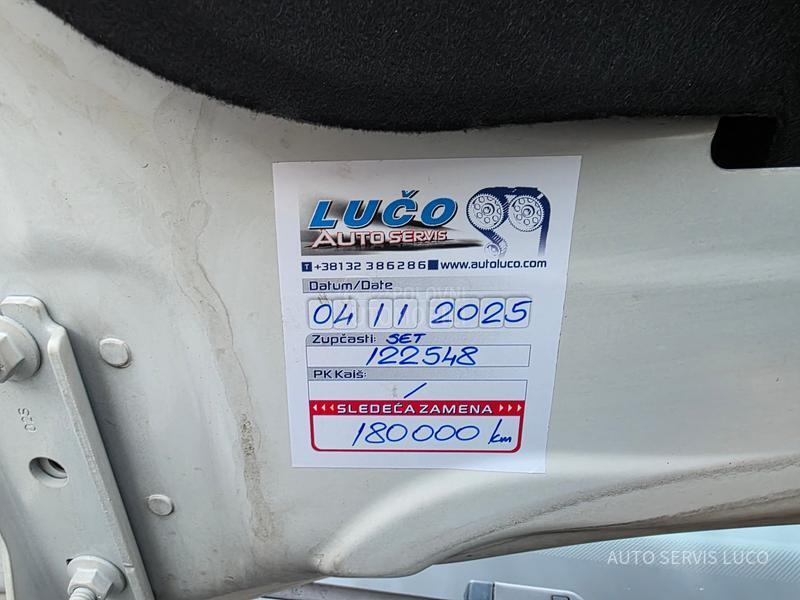 LUČO
AUTO SERVIS
T +38132 386286 www.autoluco.com
Datum/Date
04 11 2025
Zupčasti: SET
122548
PK Kaiš:
/
SLEDEĆA ZAMENA
180000 km
025
AUTO SERVIS LUCO